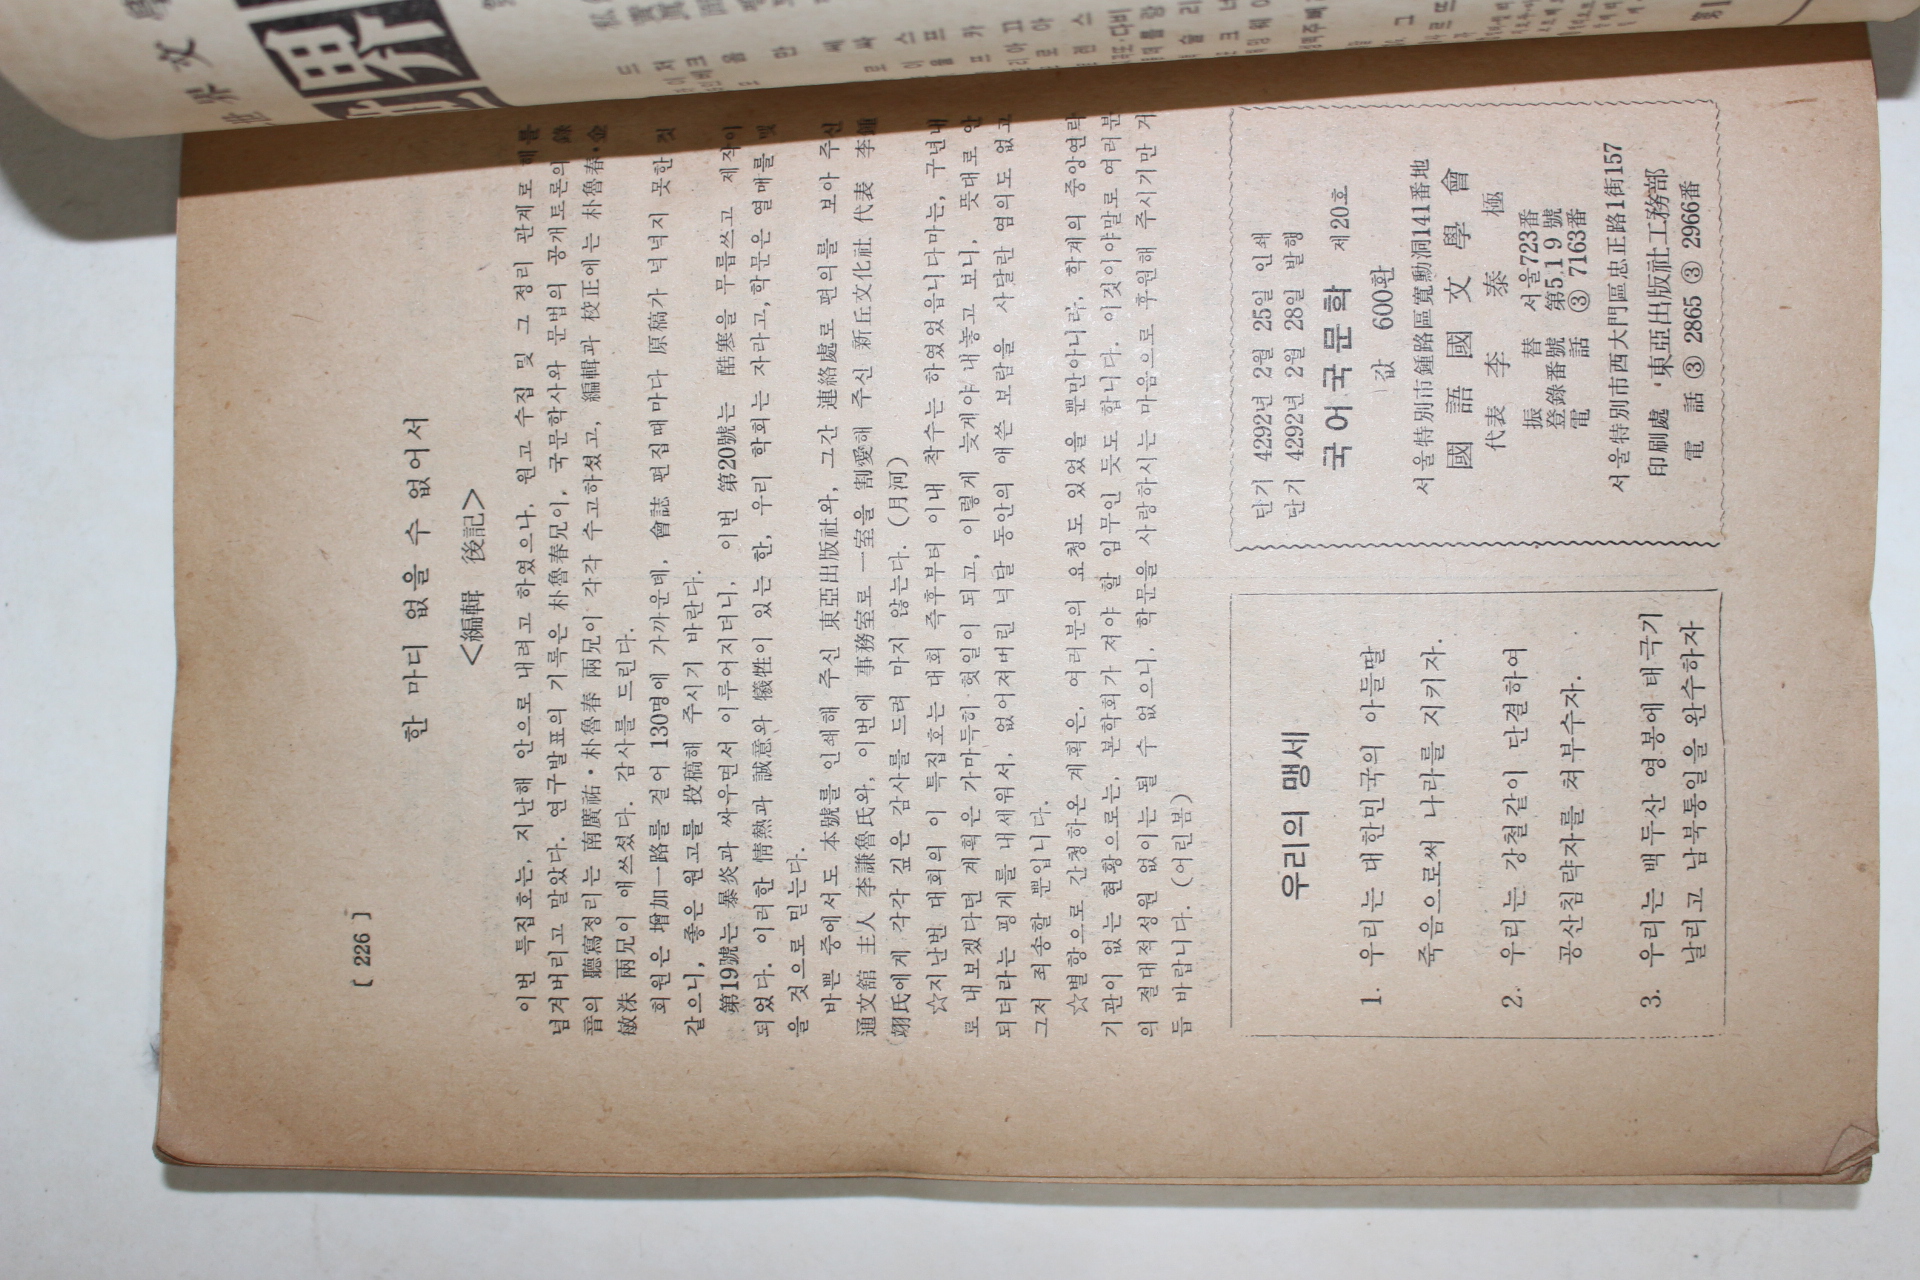 [ 226 ]
한 마디 없을 수 없어서
<編輯 後記>
이번 특집호는, 지난해 안으로 내려고 하였으나, 원고 수집 및 그 정리 관계로 해를
넘겨버리고 말았다. 연구발표의 기록은 朴魯春兄이, 국문학사와 문법의 공개토론의 錄
音의 聽寫정리는 南廣祐·朴魯春 兩兄이 각각 수고하셨고, 編輯과 校正에는 朴魯春·金
敏洙 兩兄이 애쓰셨다. 감사를 드린다.
회원은 增加一路를 걸어 130명에 가까운데, 會誌 편집때마다 原稿가 넉넉지 못한 것
같으니, 좋은 원고를 投稿해 주시기 바란다.
第19號는 暴炎과 싸우면서 이루어지더니, 이번 第20號는 酷寒을 무릅쓰고 제작이
되었다. 이러한 情熱과 誠意와 犧牲이 있는 한, 우리 학회는 자라고, 학문은 열매를 맺
을 것으로 믿는다.
바쁜 중에서도 本號를 인쇄해 주신 東亞出版社와, 그간 連絡處로 편의를 보아 주신
通文舘 主人 李謙魯氏와, 이번에 事務室로 一室을 割愛해 주신 新丘文化社 代表 李鍾
翊氏에게 각각 깊은 감사를 드려 마지 않는다. (月河)
☆지난번 대회의 이 특집호는 대회 즉후부터 이내 착수는 하였었읍니다마는, 구년내
로 내보겠다던 계획은 가마득히 헛일이 되고, 이렇게 늦게야 내놓고 보니, 뜻대로 안
되더라는 핑계를 내세워서, 없어져버린 넉달 동안의 애쓴 보람을 사달란 염의도 없고
그저 죄송할 뿐입니다.
☆별항으로 간청하온 계획은, 여러분의 요청도 있었을 뿐만아니라, 학계의 중앙연락
기관이 없는 현황으로는, 본학회가 져야 할 임무인 듯도 합니다. 이것이야말로 여러분
의 절대적성원 없이는 될 수 없으니, 학문을 사랑하시는 마음으로 후원해 주시기만 거
듭 바랍니다. (어린봄)
우리의 맹세
1. 우리는 대한민국의 아들딸
죽음으로써 나라를 지키자.
2. 우리는 강철같이 단결하여
공산침략자를 쳐부수자.
3. 우리는 백두산 영봉에 태극기
날리고 남북통일을 완수하자
단기 4292년 2월 25일 인쇄
단기 4292년 2월 28일 발행
국어국문학 제20호
값 600환
서울特別市鍾路區寬勳洞141番地
國語國文學會
代表 李泰極
振替 서울723番
登錄番號 第519號
電話 ③ 7163番
서울特別市西大門區忠正路1街157
印刷處 · 東亞出版社工務部
電話 ③ 2865 ③ 2966番